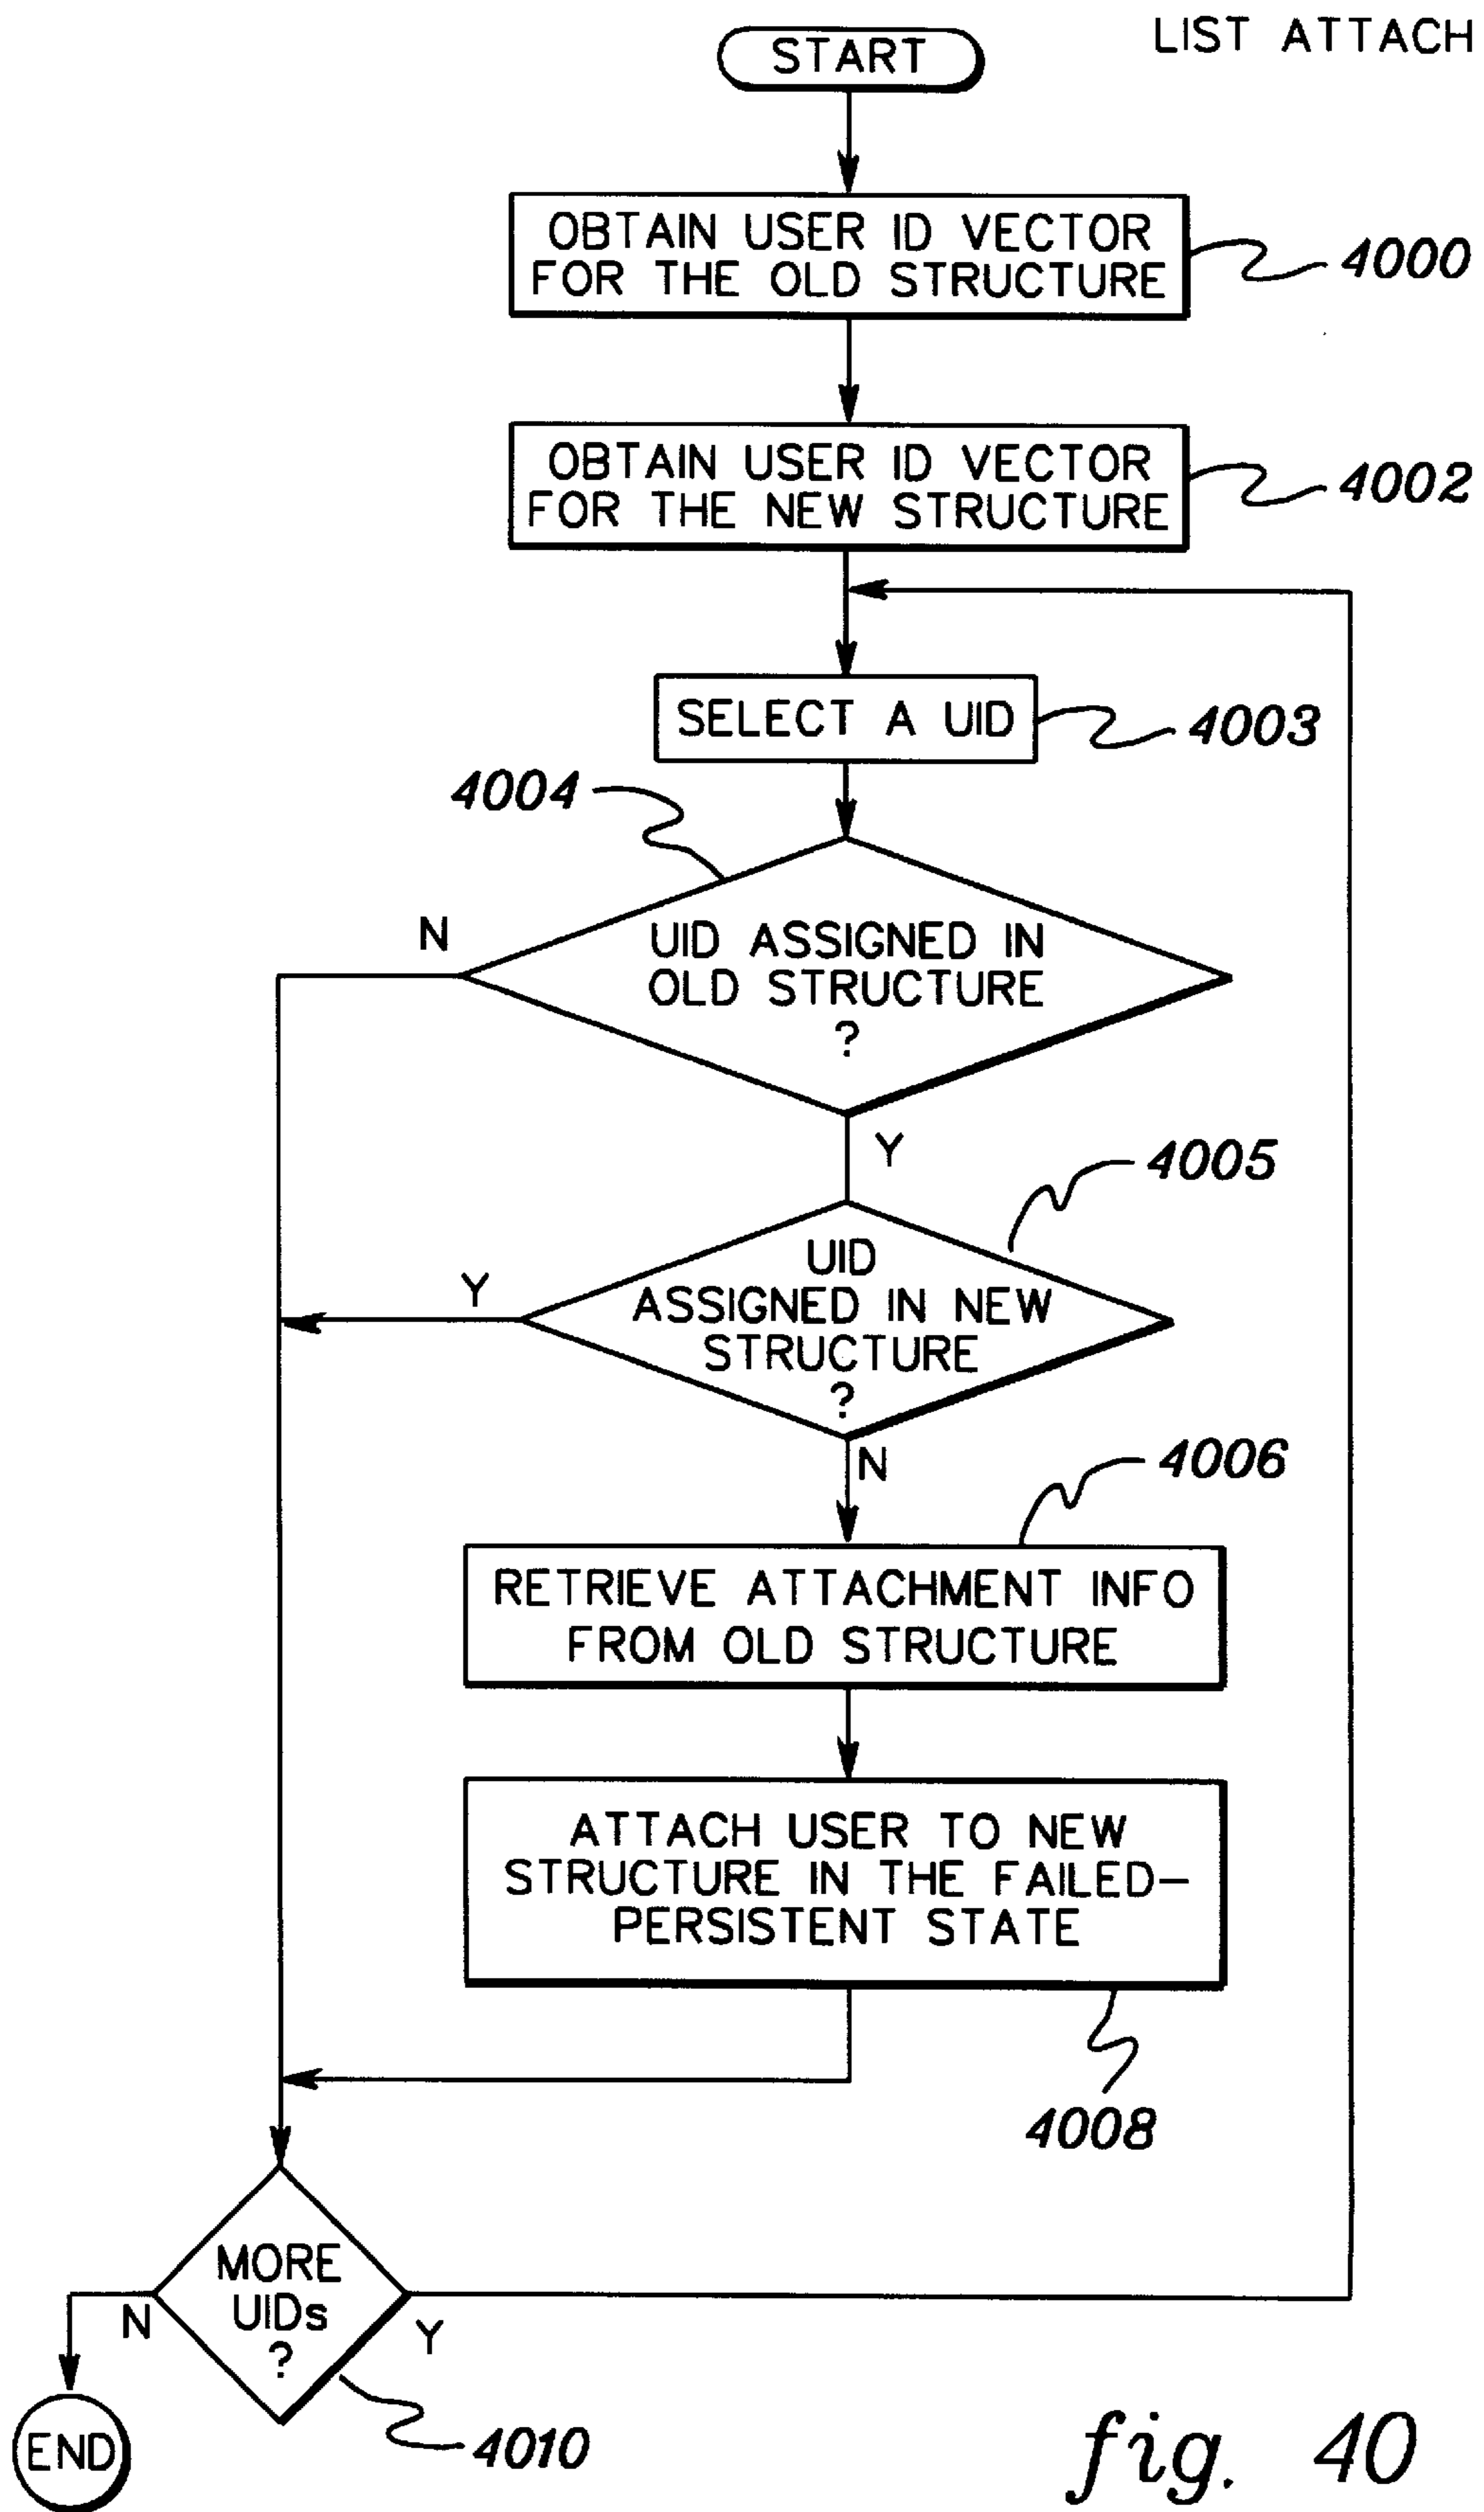 LIST ATTACH
START
OBTAIN USER ID VECTOR
FOR THE OLD STRUCTURE
4000
OBTAIN USER ID VECTOR
FOR THE NEW STRUCTURE
4002
SELECT A UID
4003
4004
N
UID ASSIGNED IN
OLD STRUCTURE
?
Y
4005
Y
UID
ASSIGNED IN NEW
STRUCTURE
?
N
4006
RETRIEVE ATTACHMENT INFO
FROM OLD STRUCTURE
ATTACH USER TO NEW
STRUCTURE IN THE FAILED-
PERSISTENT STATE
4008
MORE
UIDs
?
N
Y
END
4010
fig. 40